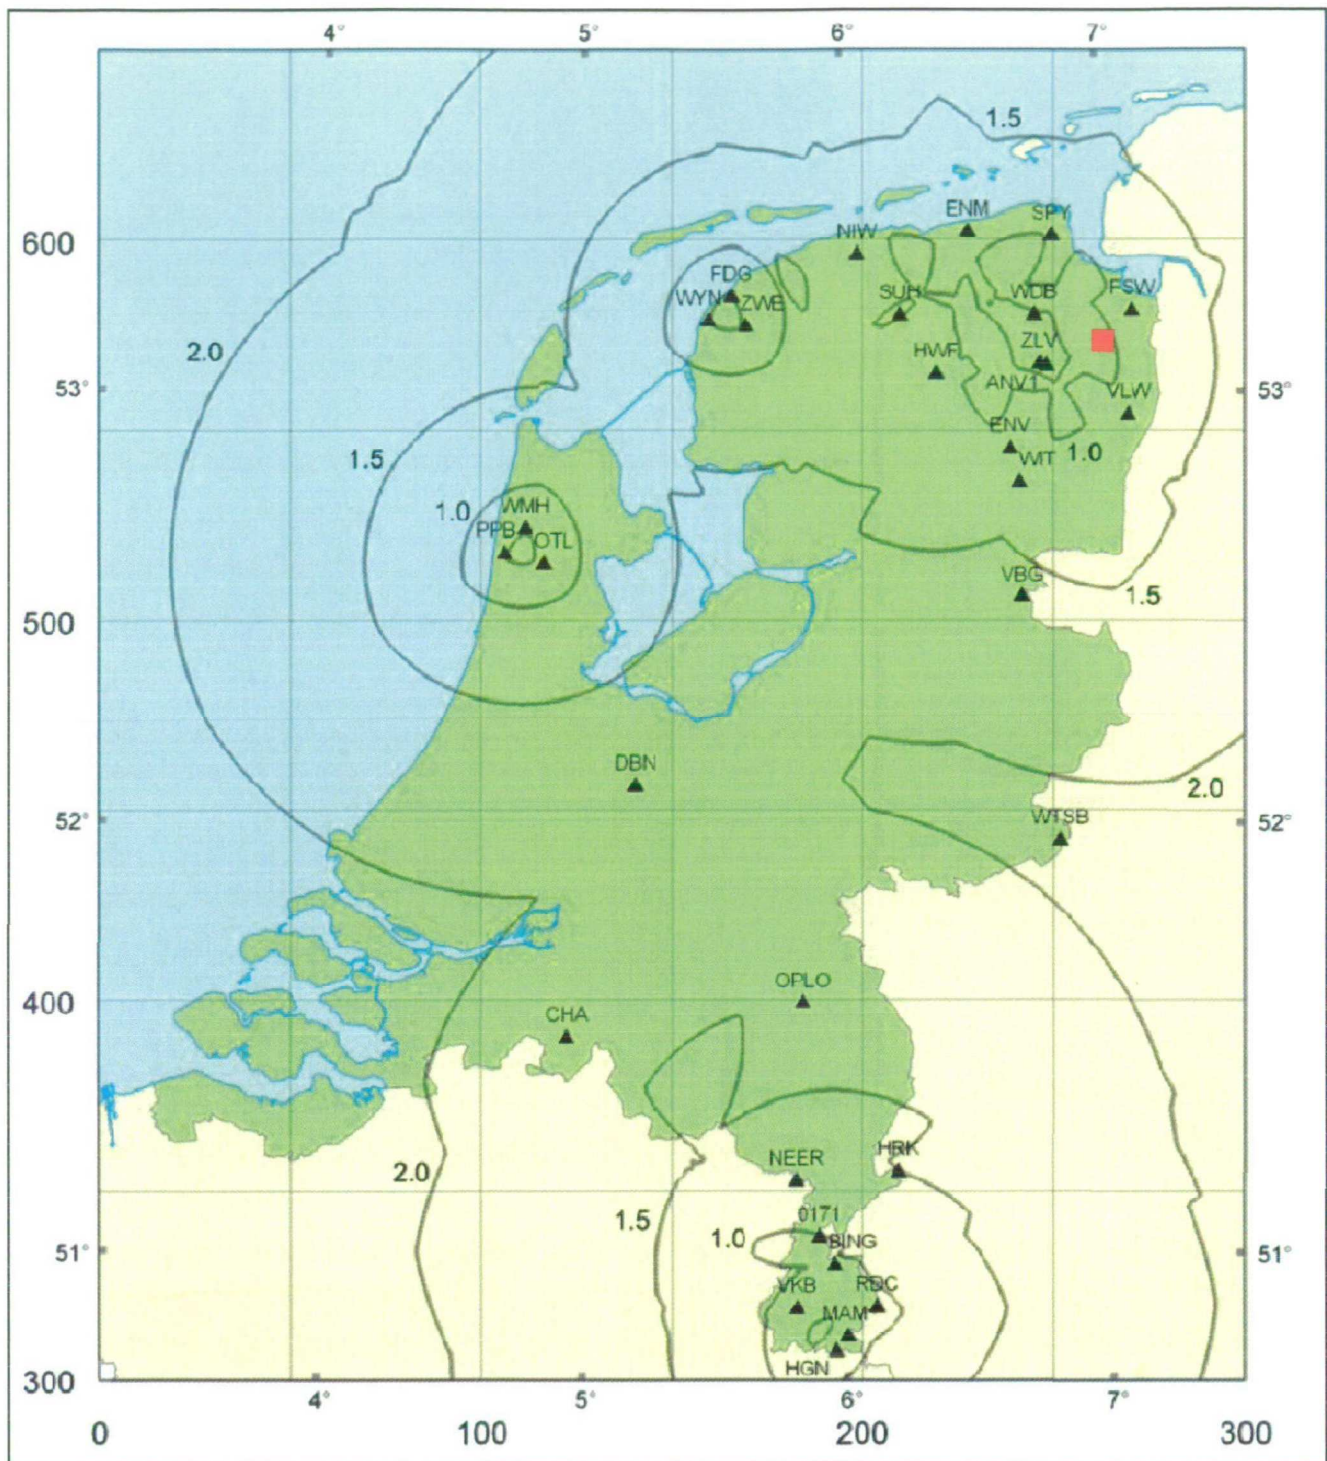 4° 5° 6° 7°
1.5
ENM SPY
600
NIW
FDG
WYN ZWE SUH WDB FSW
2.0
HWF ZLV
53° ANV1 VLW 53°
ENV
1.5 WIT 1.0
1.0 WMH
PPB OTL
VBG
1.5
500
DBN
2.0
52° WTSB 52°
OPLO
400
CHA
2.0 NEER HRK
1.5 0171
1.0 BING
51° 51°
VKB RDC
MAM
HGN
300
4° 5° 6° 7°
0 100 200 300